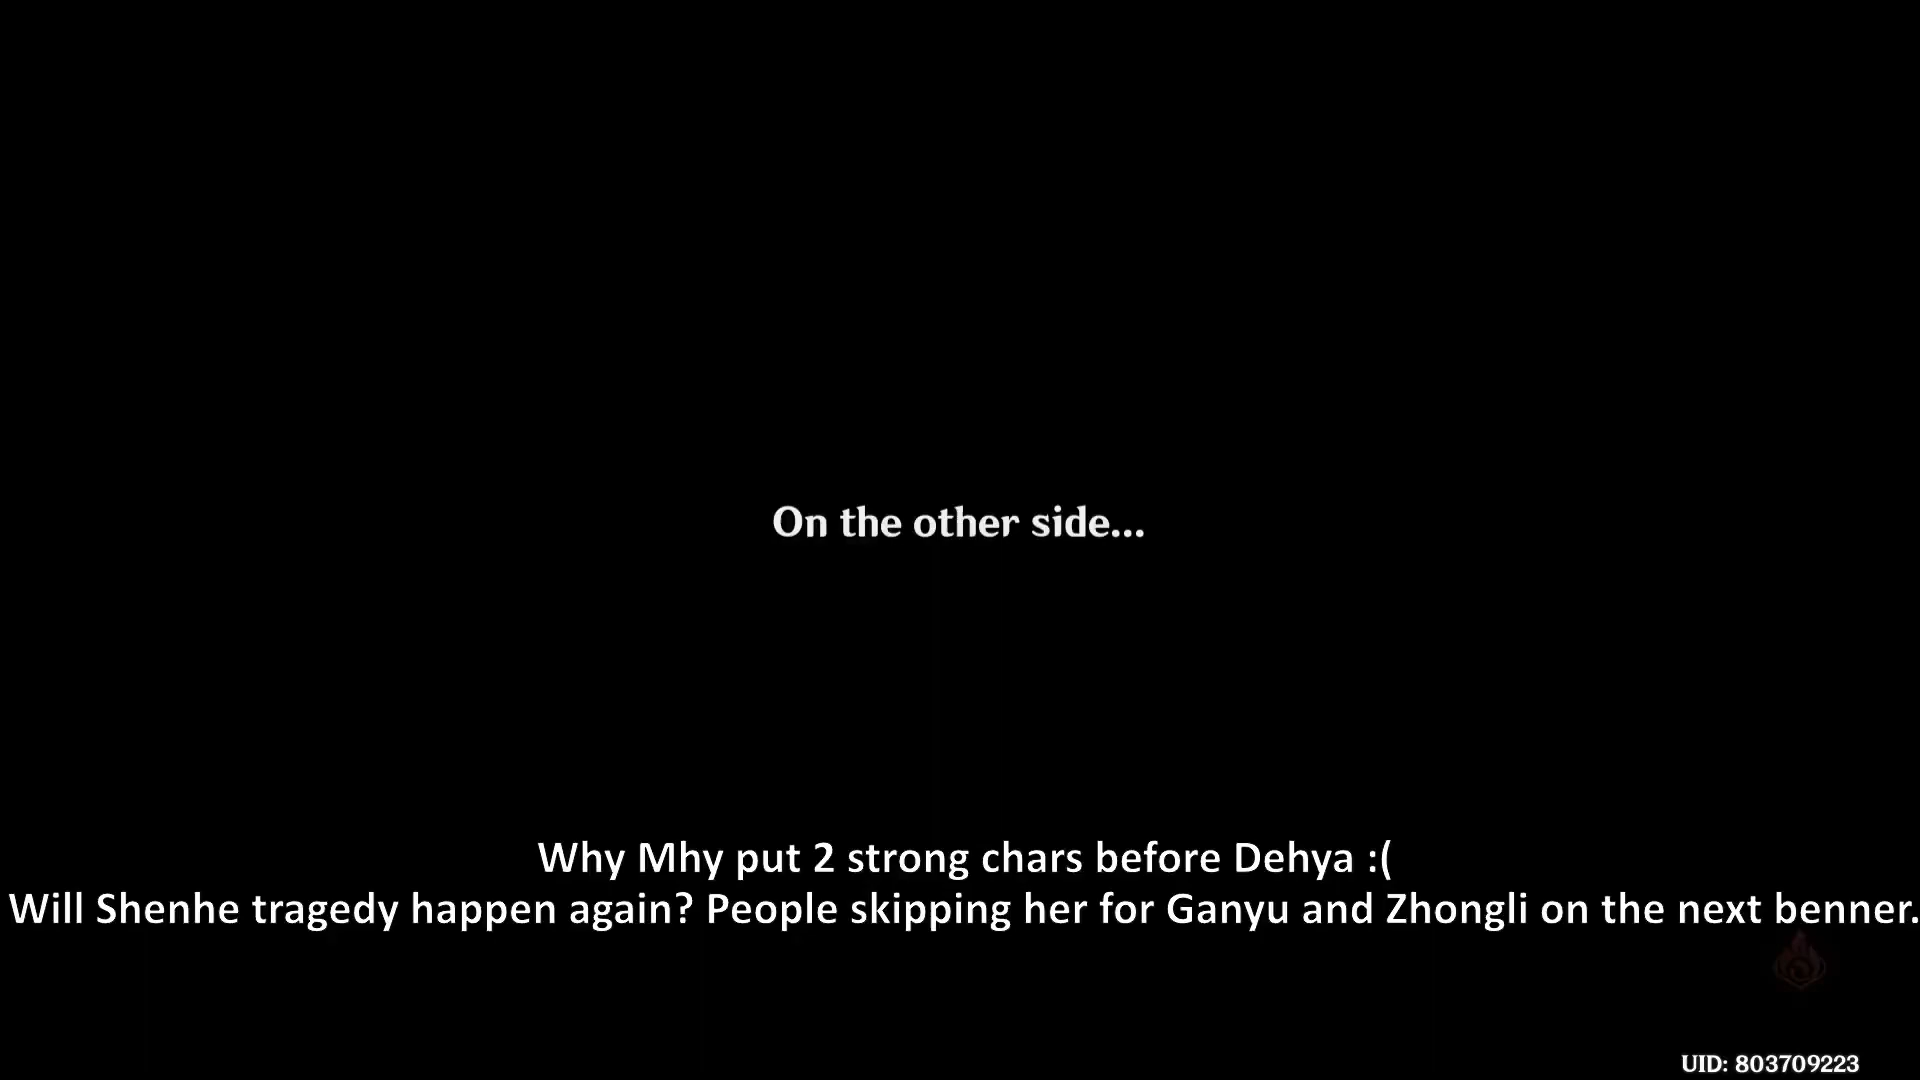 On the other side...
Why Mhy put 2 strong chars before Dehya :(
Will Shenhe tragedy happen again? People skipping her for Ganyu and Zhongli on the next benner.
UID: 803709223